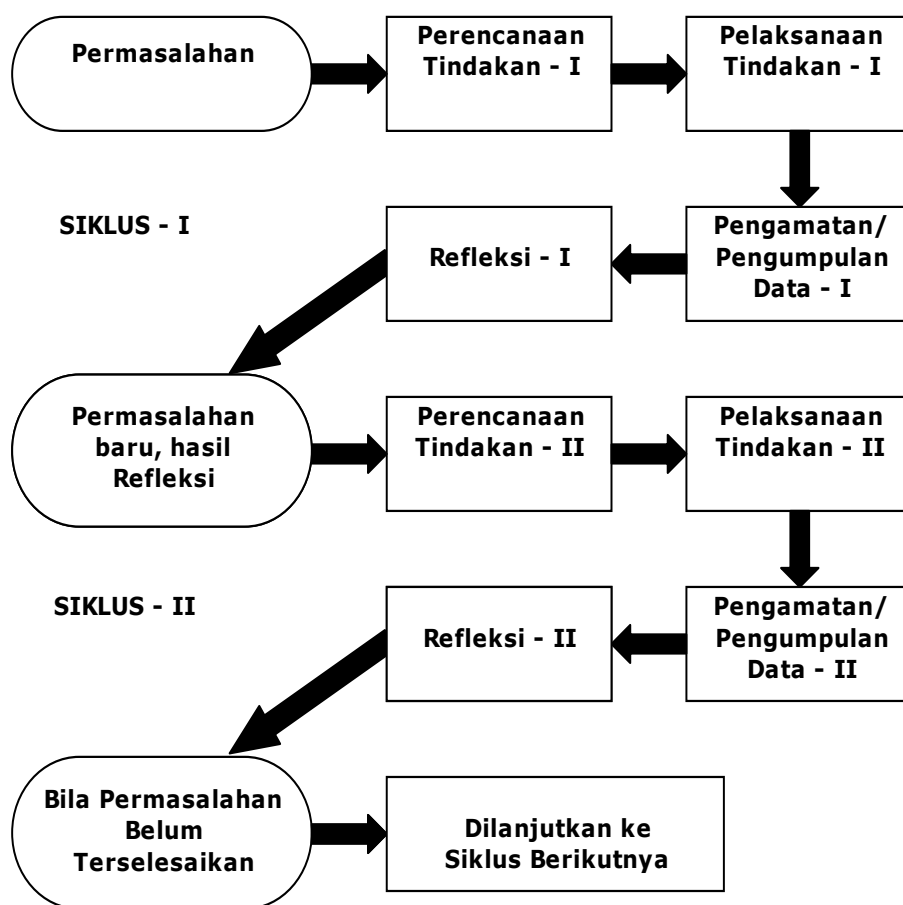 Permasalahan
Perencanaan
Tindakan - I
Pelaksanaan
Tindakan - I
SIKLUS - I
Refleksi - I
Pengamatan/
Pengumpulan
Data - I
Permasalahan
baru, hasil
Refleksi
Perencanaan
Tindakan - II
Pelaksanaan
Tindakan - II
SIKLUS - II
Refleksi - II
Pengamatan/
Pengumpulan
Data - II
Bila Permasalahan
Belum
Terselesaikan
Dilanjutkan ke
Siklus Berikutnya